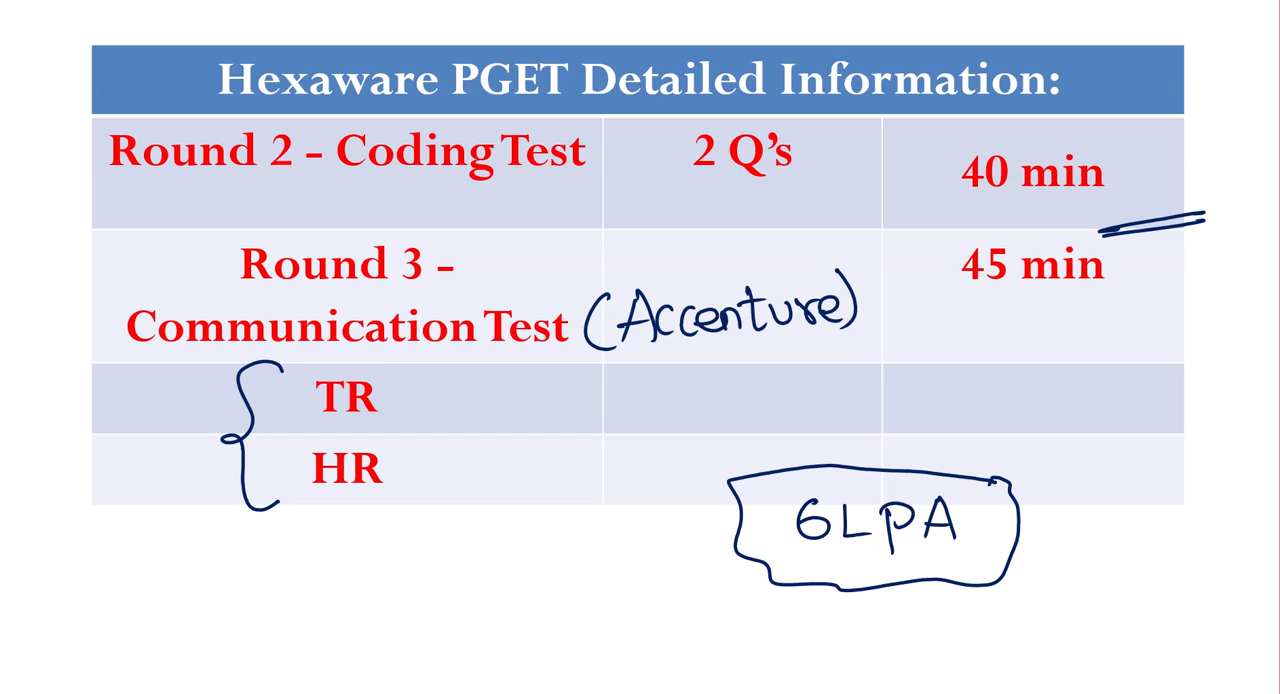 Hexaware PGET Detailed Information:
Round 2 - Coding Test 2 Q's 40 min
Round 3 - 45 min
Communication Test (Accenture)
TR
HR
6LPA